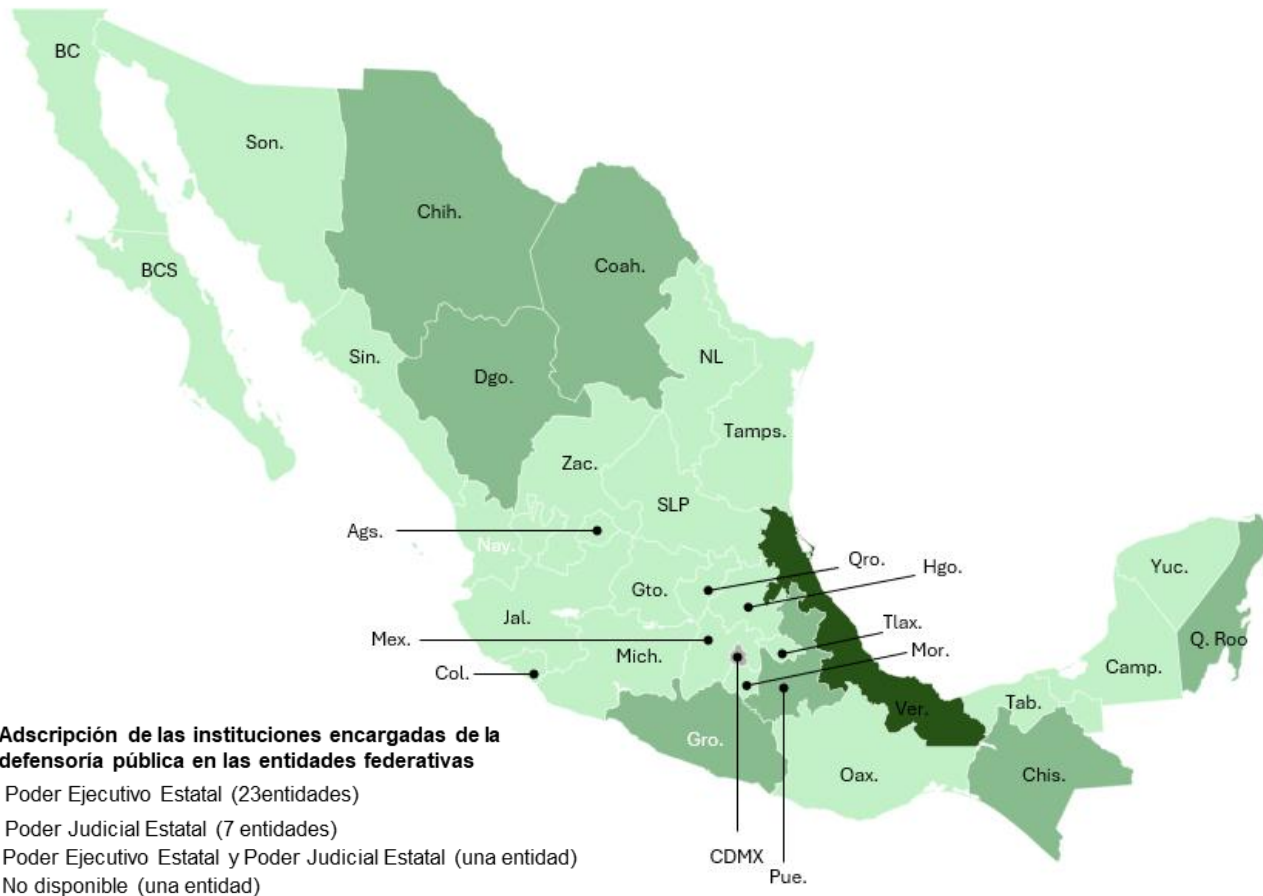 BC
Son.
Chih.
Coah.
BCS
Sin.
NL
Dgo.
Tamps.
Zac.
SLP
Ags.
Nay.
Qro.
Hgo.
Yuc.
Gto.
Jal.
Tlax.
Q. Roo
Mex.
Mich.
Mor.
Camp.
Col.
Tab.
Ver.
Gro.
Oax.
Chis.
CDMX
Pue.
Adscripción de las instituciones encargadas de la
defensoría pública en las entidades federativas
Poder Ejecutivo Estatal (23entidades)
Poder Judicial Estatal (7 entidades)
Poder Ejecutivo Estatal y Poder Judicial Estatal (una entidad)
No disponible (una entidad)